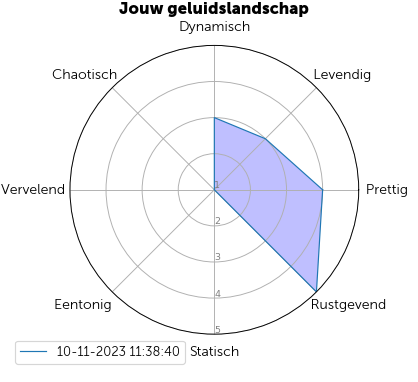 Jouw geluidslandschap
Dynamisch
Chaotisch
Levendig
Vervelend
Prettig
1
2
3
4
Eentonig
Rustgevend
5
10-11-2023 11:38:40
Statisch